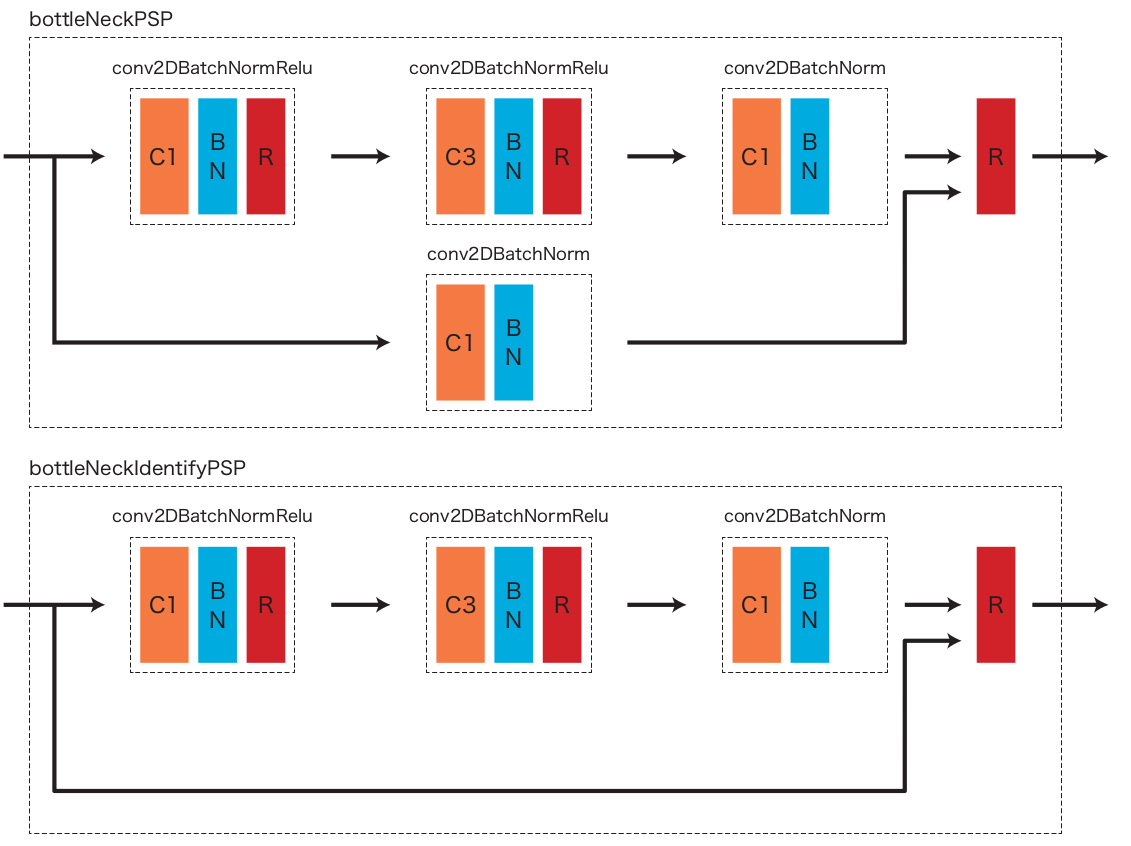 bottleNeckPSP
conv2DBatchNormRelu
conv2DBatchNormRelu
conv2DBatchNorm
C1
B
N
R
C3
B
N
R
C1
B
N
R
conv2DBatchNorm
C1
B
N
bottleNeckIdentifyPSP
conv2DBatchNormRelu
conv2DBatchNormRelu
conv2DBatchNorm
C1
B
N
R
C3
B
N
R
C1
B
N
R